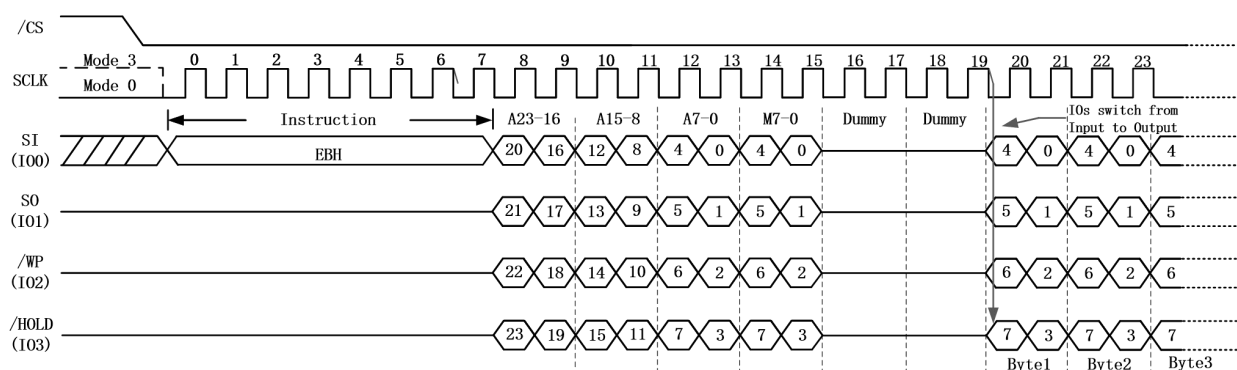 /CS
Mode 3
0 1 2 3 4 5 6 7 8 9 10 11 12 13 14 15 16 17 18 19 20 21 22 23
SCLK
Mode 0
Instruction A23-16 A15-8 A7-0 M7-0 Dummy Dummy
IOs switch from
Input to Output
SI
(IO0)
EBH 20 16 12 8 4 0 4 0 4 0 4 0 4
SO
(IO1)
21 17 13 9 5 1 5 1 5 1 5 1 5
/WP
(IO2)
22 18 14 10 6 2 6 2 6 2 6 2 6
/HOLD
(IO3)
23 19 15 11 7 3 7 3 7 3 7 3 7
Byte1 Byte2 Byte3